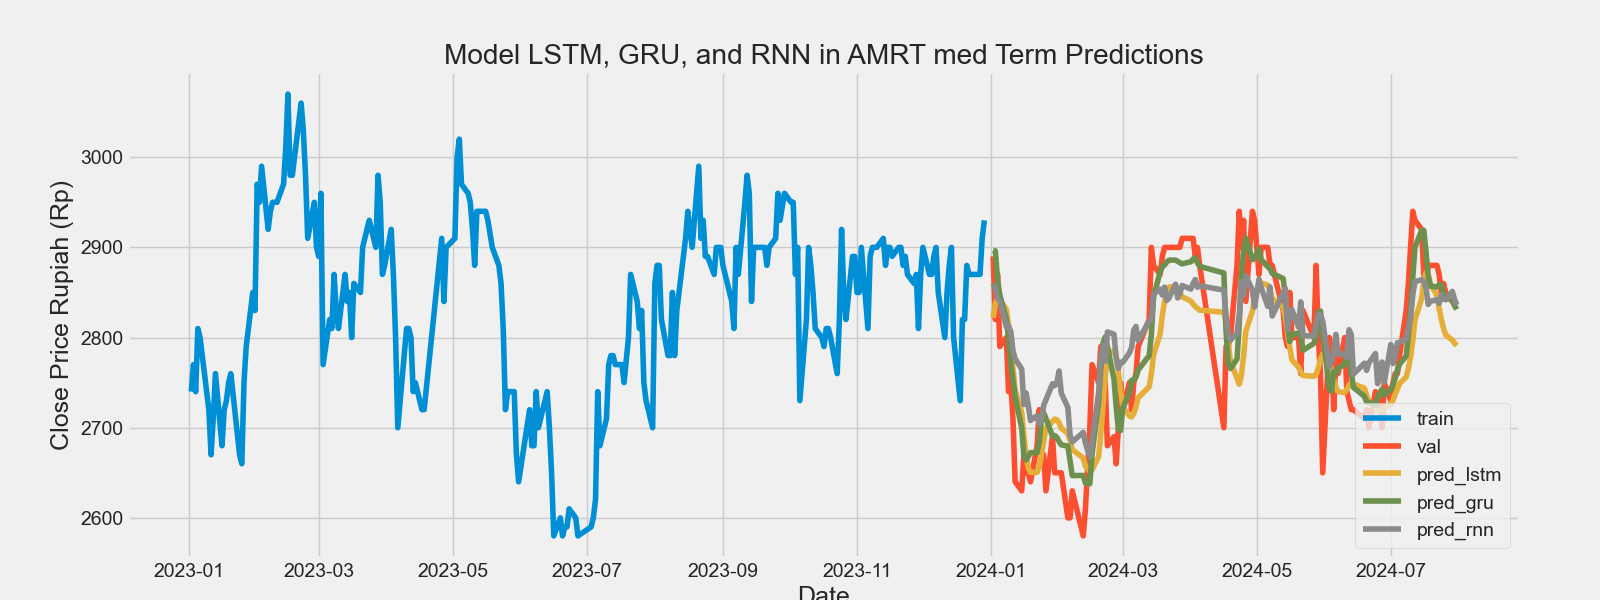 Model LSTM, GRU, and RNN in AMRT med Term Predictions
Close Price Rupiah (Rp)
3000
2900
2800
2700
2600
train
val
pred_lstm
pred_gru
pred_rnn
2023-01 2023-03 2023-05 2023-07 2023-09 2023-11 2024-01 2024-03 2024-05 2024-07
Date